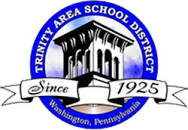 TRINITY AREA SCHOOL DISTRICT
Since 1925
Washington, Pennsylvania